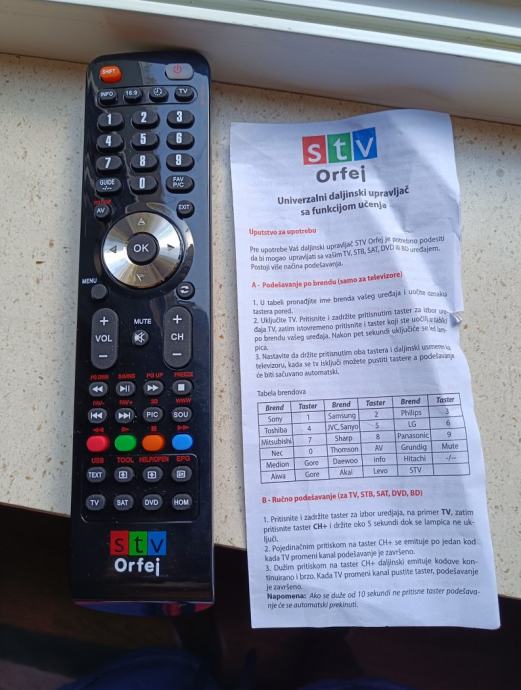 SHIFT
INFO 16:9 TV
1 2 3
4 5 6
7 8 9
GUIDE -/-- 0 FAV P/C
AV EXIT
OK
MENU
+ MUTE +
VOL CH
- -
PG DWN SAVING PG UP FREEZE
FAV- FAV+ 3D WWW
PIC SOU
USB TOOL HELP/OPEN EPG
TEXT
TV SAT DVD HOM
stv
Orfej
stv
Orfej
Univerzalni daljinski upravljač
sa funkcijom učenja
Uputstvo za upotrebu
Pre upotrebe Vaš daljinski upravljač STV Orfej je potrebno podesiti
da bi mogao upravljati sa vašim TV, STB, SAT, DVD ili BD uređajem.
Postoji više načina podešavanja.
A - Podešavanje po brendu (samo za televizore)
1. U tabeli pronadjite ime brenda vašeg uređaja i uočite oznaku
tastera pored.
2. Uključite TV. Pritisnite i zadržite pritisnutim taster za izbor ure-
đaja TV, zatim istovremeno pritisnite i taster koji ste uočili u tabeli
po brendu vašeg uređaja. Nakon pet sekundi uključiće se led lam-
pica.
3. Nastavite da držite pritisnutim oba tastera i daljinski usmeren ka
televizoru, kada se tv isključi možete pustiti tastere a podešavanja
će biti sačuvano automatski.
Tabela brendova
Brend Taster Brend Taster Brend Taster
Sony 1 Samsung 2 Philips 3
Toshiba 4 JVC, Sanyo 5 LG 6
Mitsubishi 7 Sharp 8 Panasonic 9
Nec 0 Thomson AV Grundig Mute
Medion Gore Daewoo info Hitachi -/--
Aiwa Gore Akai Levo STV
B - Ručno podešavanje (za TV, STB, SAT, DVD, BD)
1. Pritisnite i zadržite taster za izbor uređaja, na primer TV, zatim
pritisnite taster CH+ i držite oko 5 sekundi dok se lampica ne uk-
ljuči.
2. Pojedinačnim pritiskom na taster CH+ se emituje po jedan kod
kada TV promeni kanal podešavanje je završeno.
3. Dužim pritiskom na taster CH+ daljinski emituje kodove kon-
tinuirano i brzo. Kada TV promeni kanal pustite taster, podešavanje
je završeno.
Napomena: Ako se duže od 10 sekundi ne pritisne taster podešava-
nje će se automatski prekinuti.